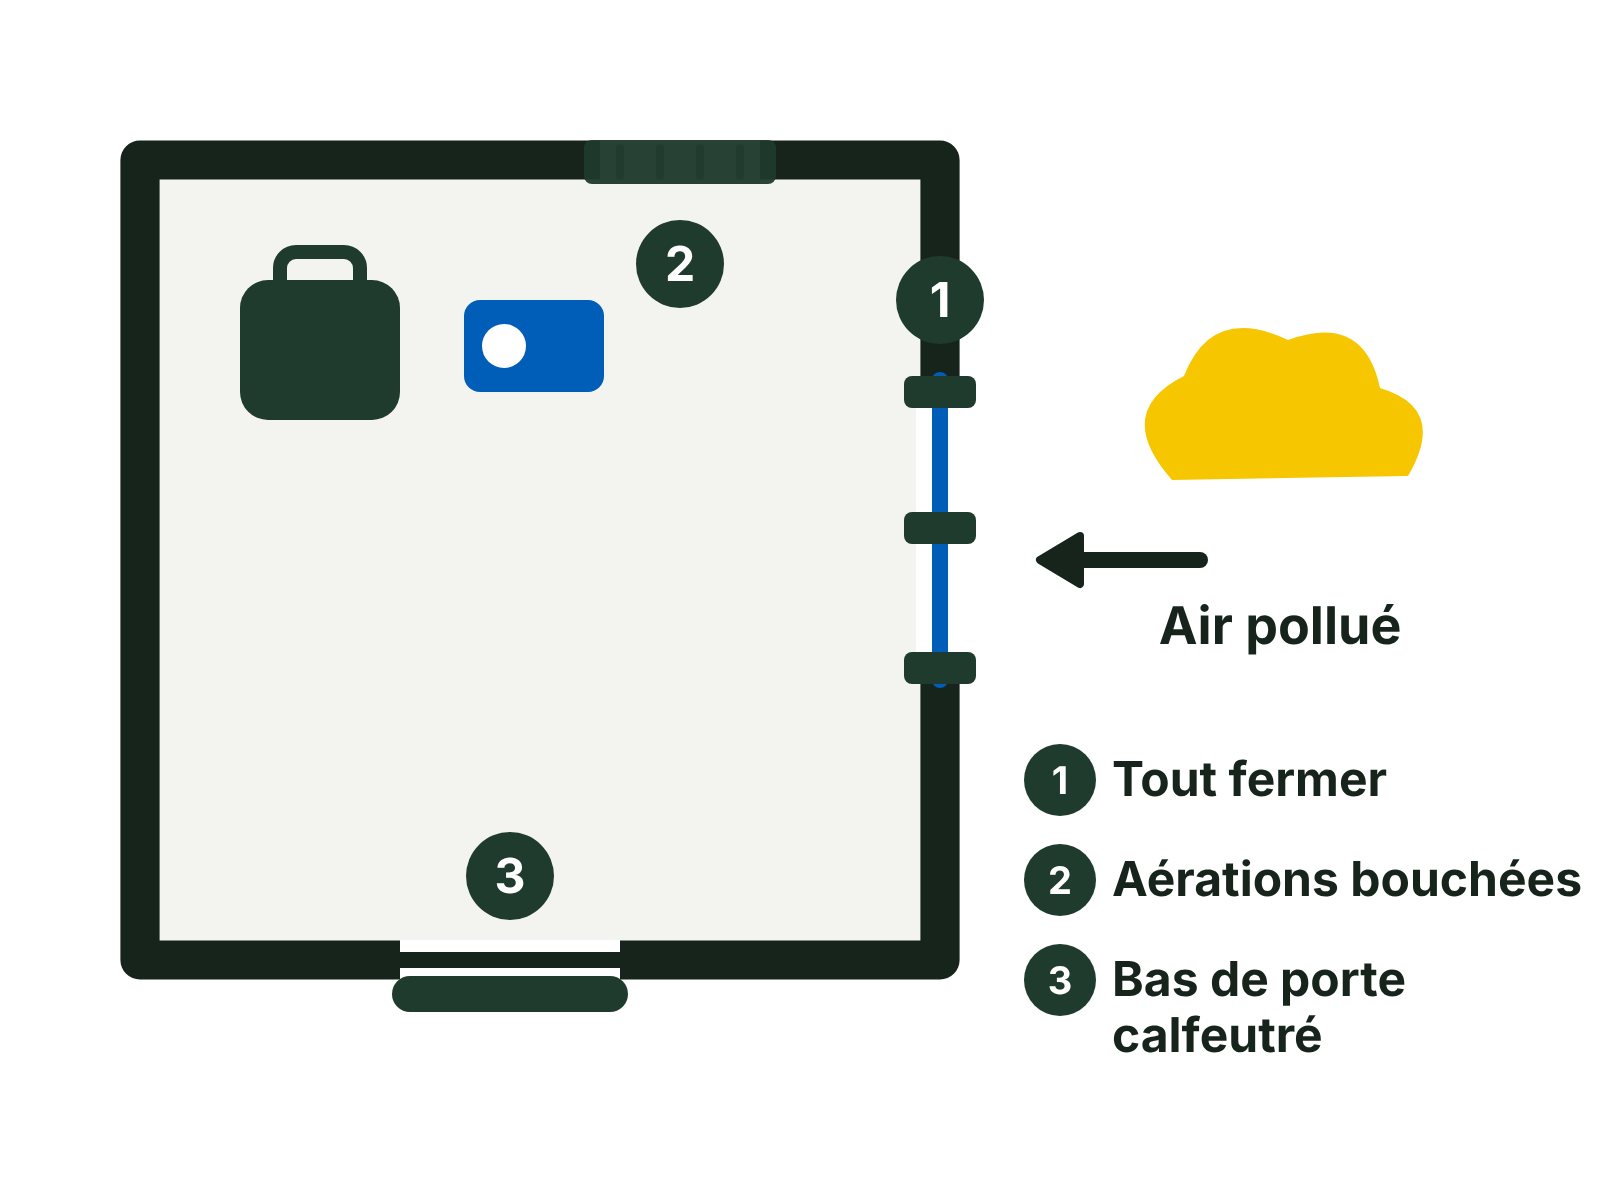 2
1
Air pollué
1 Tout fermer
2 Aérations bouchées
3 Bas de porte
calfeutré
3